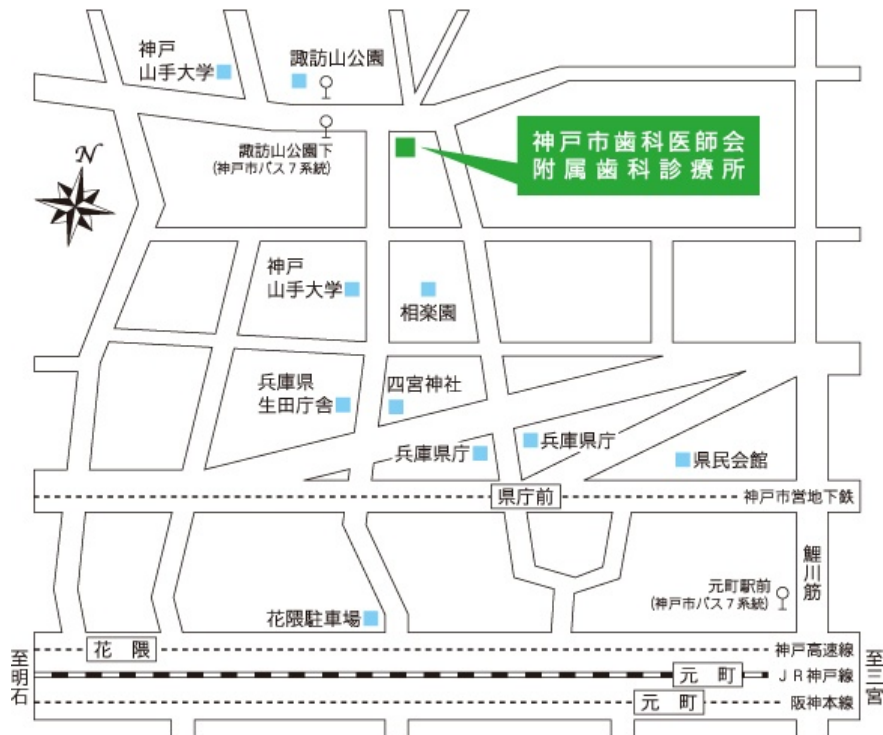 神戸
山手大学
諏訪山公園
諏訪山公園下
(神戸市バス7系統)
神戸市歯科医師会
附属歯科診療所
N
神戸
山手大学
相楽園
兵庫県
生田庁舎
四宮神社
兵庫県庁
兵庫県庁
県民会館
県庁前
神戸市営地下鉄
鯉川筋
元町駅前
(神戸市バス7系統)
花隈駐車場
花隈
神戸高速線
至明石
至三宮
元町
JR神戸線
元町
阪神本線